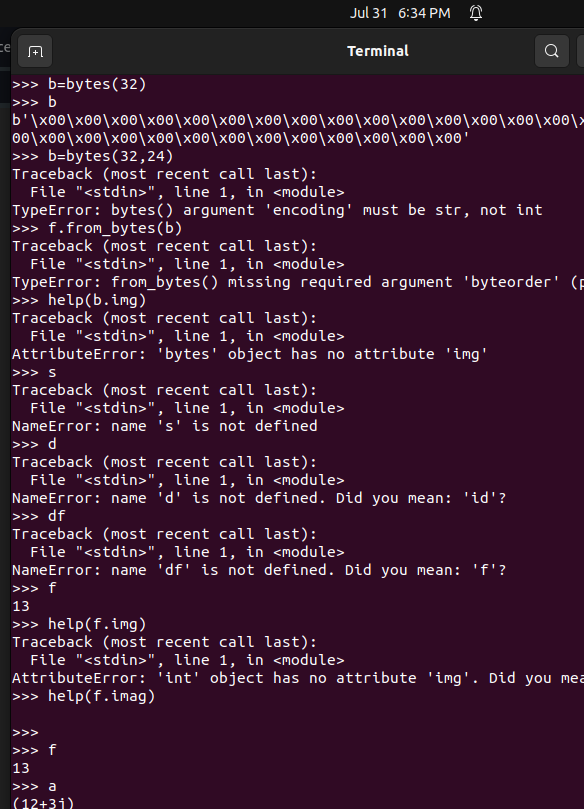 Jul 31 6:34 PM
Terminal
>>> b=bytes(32)
>>> b
b'\x00\x00\x00\x00\x00\x00\x00\x00\x00\x00\x00\x00\x00\x00\x
00\x00\x00\x00\x00\x00\x00\x00\x00\x00\x00\x00\x00\x00'
>>> b=bytes(32,24)
Traceback (most recent call last):
  File "<stdin>", line 1, in <module>
TypeError: bytes() argument 'encoding' must be str, not int
>>> f.from_bytes(b)
Traceback (most recent call last):
  File "<stdin>", line 1, in <module>
TypeError: from_bytes() missing required argument 'byteorder' (p
>>> help(b.img)
Traceback (most recent call last):
  File "<stdin>", line 1, in <module>
AttributeError: 'bytes' object has no attribute 'img'
>>> s
Traceback (most recent call last):
  File "<stdin>", line 1, in <module>
NameError: name 's' is not defined
>>> d
Traceback (most recent call last):
  File "<stdin>", line 1, in <module>
NameError: name 'd' is not defined. Did you mean: 'id'?
>>> df
Traceback (most recent call last):
  File "<stdin>", line 1, in <module>
NameError: name 'df' is not defined. Did you mean: 'f'?
>>> f
13
>>> help(f.img)
Traceback (most recent call last):
  File "<stdin>", line 1, in <module>
AttributeError: 'int' object has no attribute 'img'. Did you mea
>>> help(f.imag)

>>>
>>> f
13
>>> a
(12+3j)